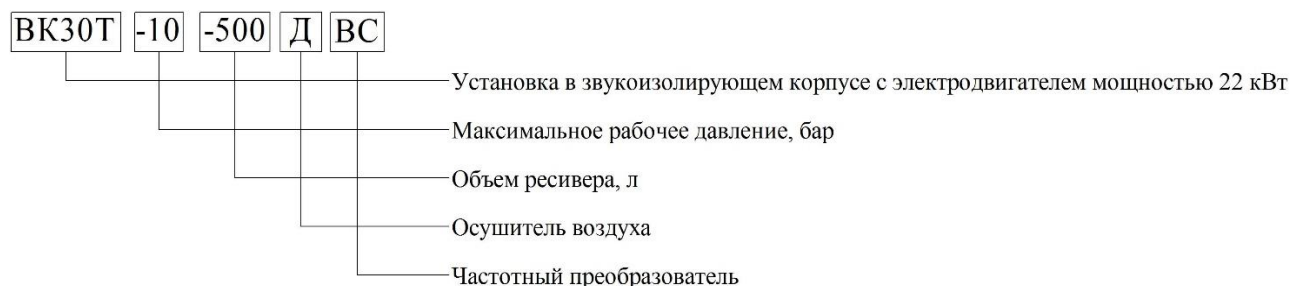 ВК30Т -10 -500 Д ВС
Установка в звукоизолирующем корпусе с электродвигателем мощностью 22 кВт
Максимальное рабочее давление, бар
Объем ресивера, л
Осушитель воздуха
Частотный преобразователь